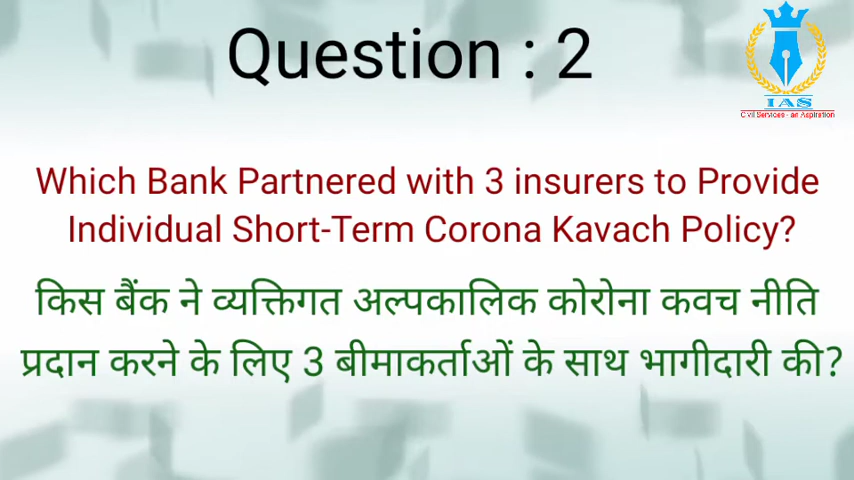 Question : 2
IAS
Civil Services - an Aspiration
Which Bank Partnered with 3 insurers to Provide
Individual Short-Term Corona Kavach Policy?
किस बैंक ने व्यक्तिगत अल्पकालिक कोरोना कवच नीति
प्रदान करने के लिए 3 बीमाकर्ताओं के साथ भागीदारी की?